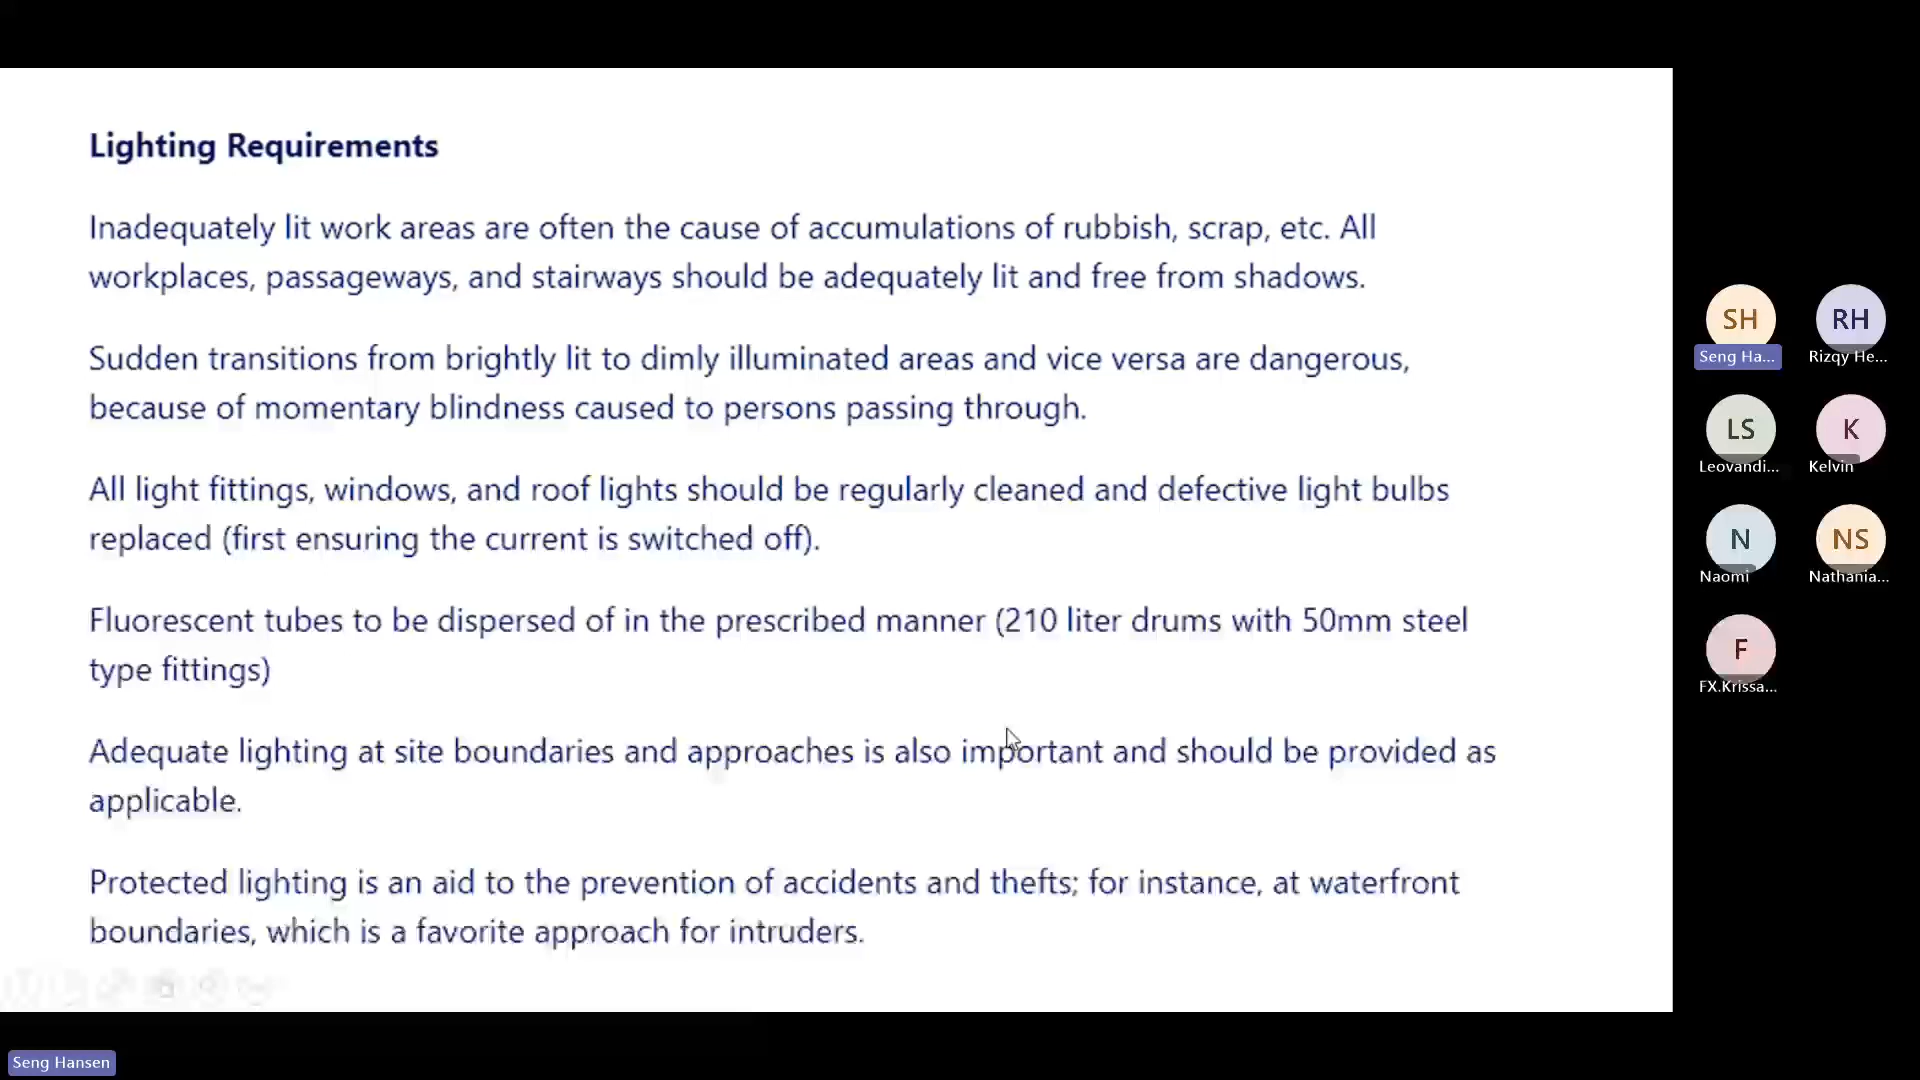 Lighting Requirements
Inadequately lit work areas are often the cause of accumulations of rubbish, scrap, etc. All
workplaces, passageways, and stairways should be adequately lit and free from shadows.
Sudden transitions from brightly lit to dimly illuminated areas and vice versa are dangerous,
because of momentary blindness caused to persons passing through.
All light fittings, windows, and roof lights should be regularly cleaned and defective light bulbs
replaced (first ensuring the current is switched off).
Fluorescent tubes to be dispersed of in the prescribed manner (210 liter drums with 50mm steel
type fittings)
Adequate lighting at site boundaries and approaches is also important and should be provided as
applicable.
Protected lighting is an aid to the prevention of accidents and thefts; for instance, at waterfront
boundaries, which is a favorite approach for intruders.
SH
RH
Seng Ha...
Rizqy He...
LS
K
Leovandi...
Kelvin
N
NS
Naomi
Nathania...
F
FX.Krissa...
Seng Hansen